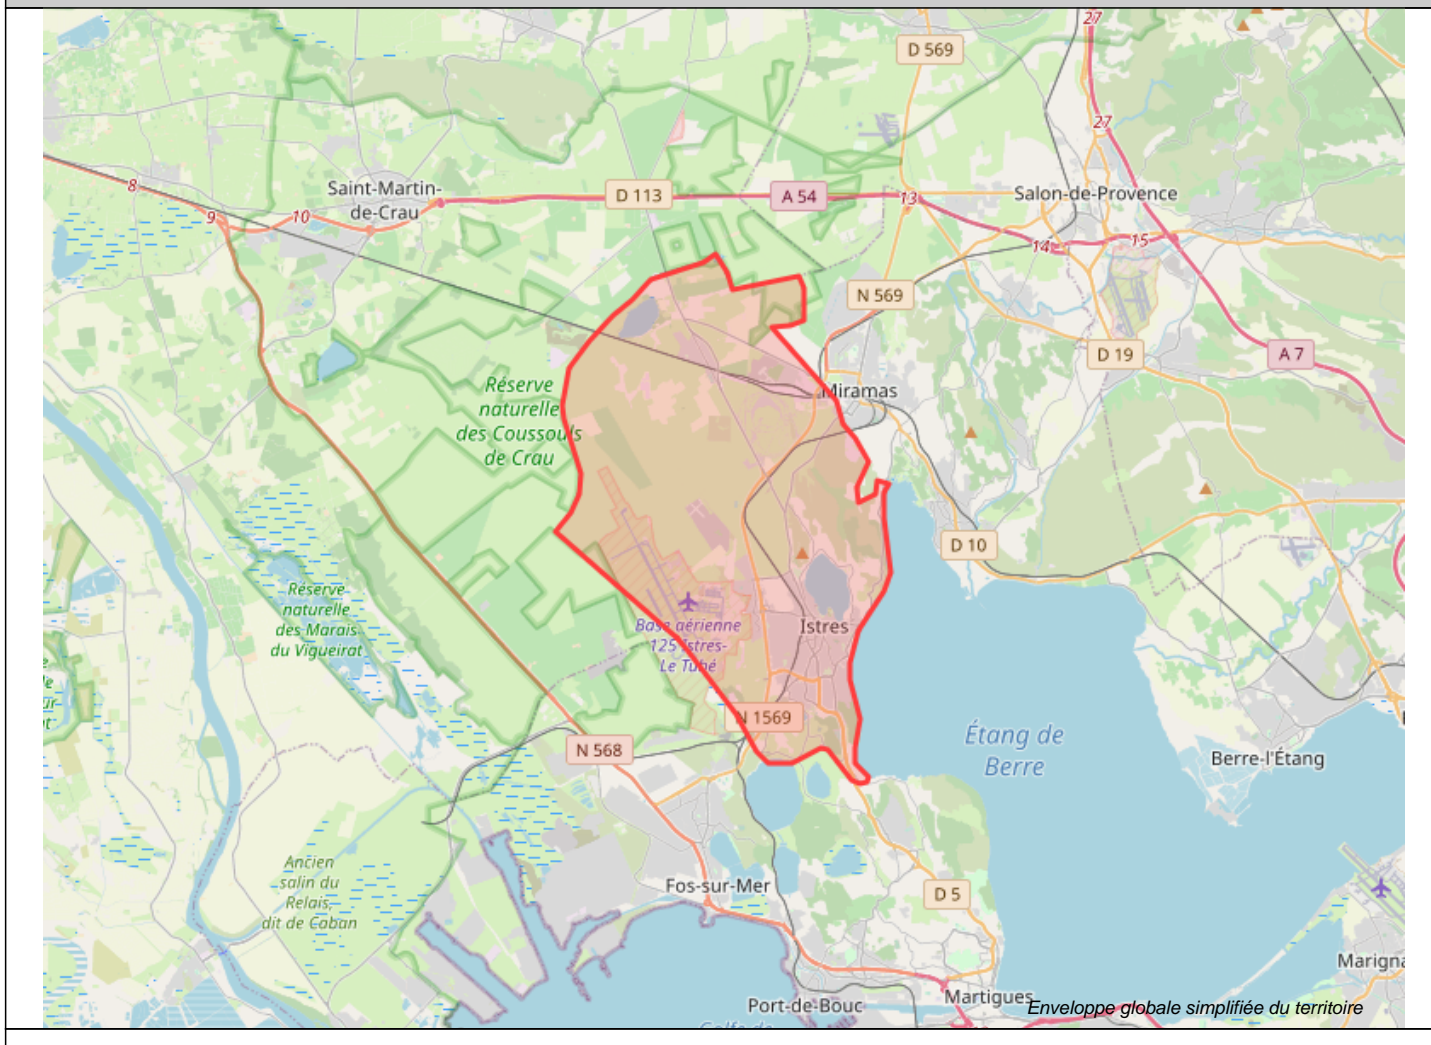 27
D 569
27
8
Saint-Martin-
de-Crau
D 113
A 54
13
Salon-de-Provence
9
10
14
15
N 569
D 19
A 7
Réserve
naturelle
des Coussouls
de Crau
Miramas
D 10
Réserve
naturelle
des Marais
du Vigueirat
Base aérienne
125 Istres-
Le Tubé
Istres
N 1569
N 568
Étang de
Berre
Berre-l'Étang
Ancien
salin du
Relais,
dit de Caban
Fos-sur-Mer
D 5
Marigna
Port-de-Bouc
Martigues
Enveloppe globale simplifiée du territoire
Golfe de